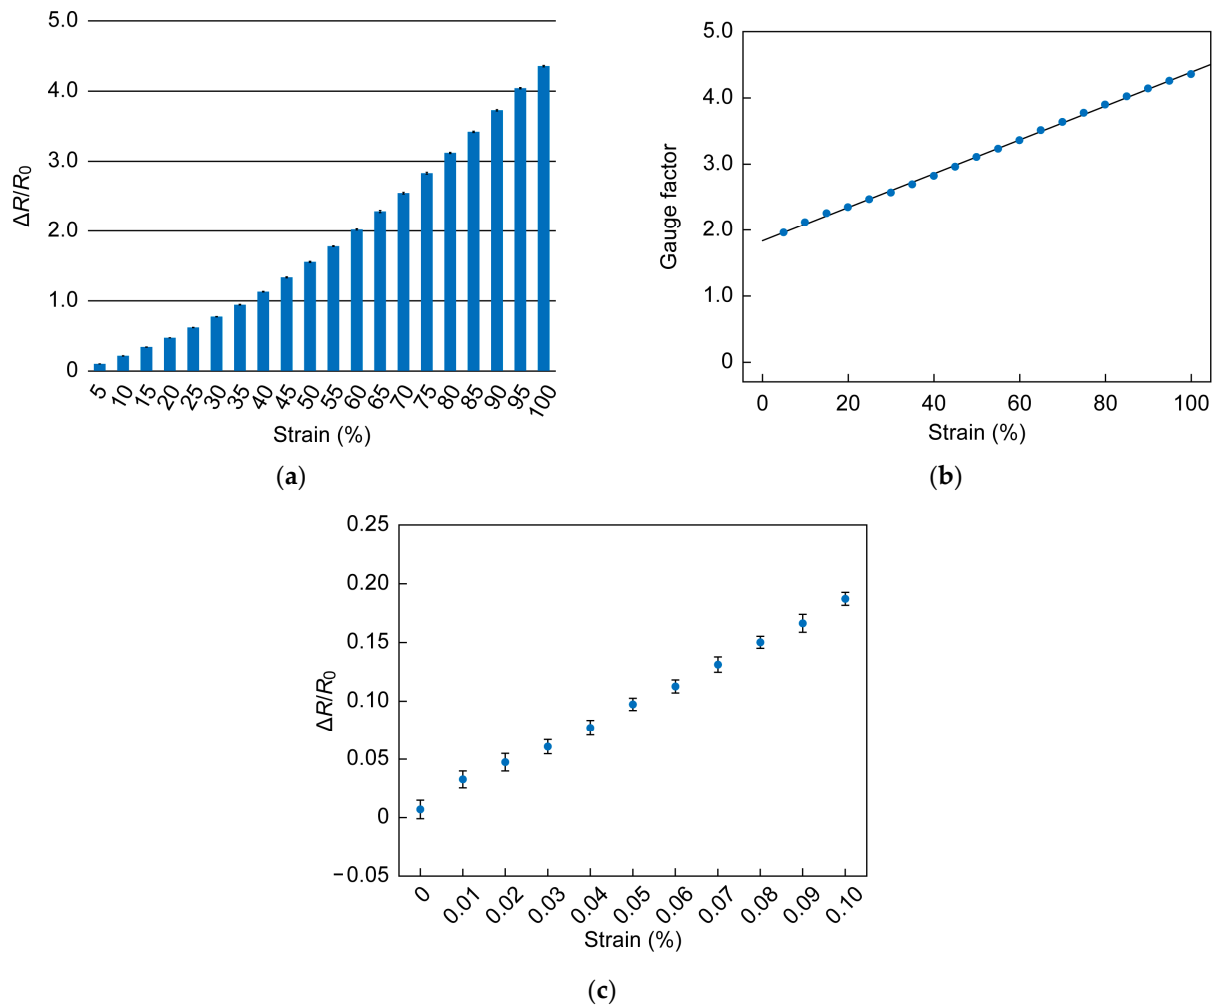 5.0
4.0
3.0
2.0
1.0
0
ΔR/R0
5 10 15 20 25 30 35 40 45 50 55 60 65 70 75 80 85 90 95 100
Strain (%)
(a)
5.0
4.0
3.0
2.0
1.0
0
Gauge factor
0 20 40 60 80 100
Strain (%)
(b)
0.25
0.20
0.15
0.10
0.05
0
−0.05
ΔR/R0
0 0.01 0.02 0.03 0.04 0.05 0.06 0.07 0.08 0.09 0.10
Strain (%)
(c)